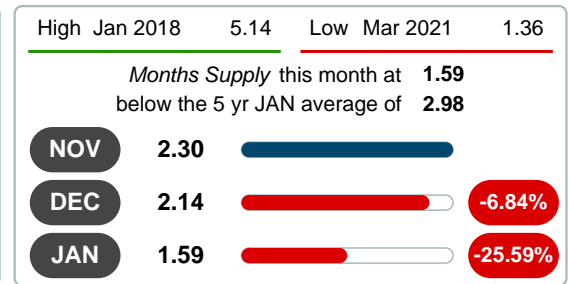 High Jan 2018 5.14 Low Mar 2021 1.36
Months Supply this month at 1.59
below the 5 yr JAN average of 2.98
NOV 2.30
DEC 2.14 -6.84%
JAN 1.59 -25.59%